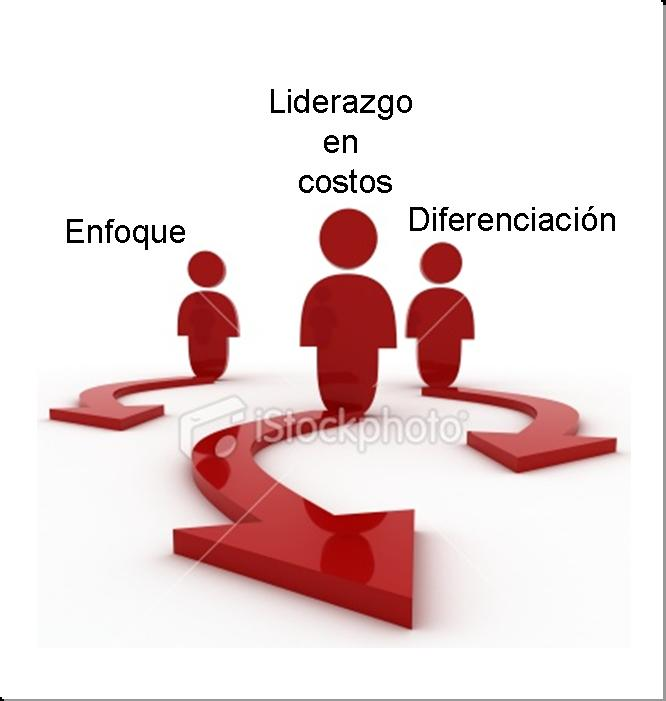 Liderazgo
en
costos
Enfoque
Diferenciación
iStockphoto